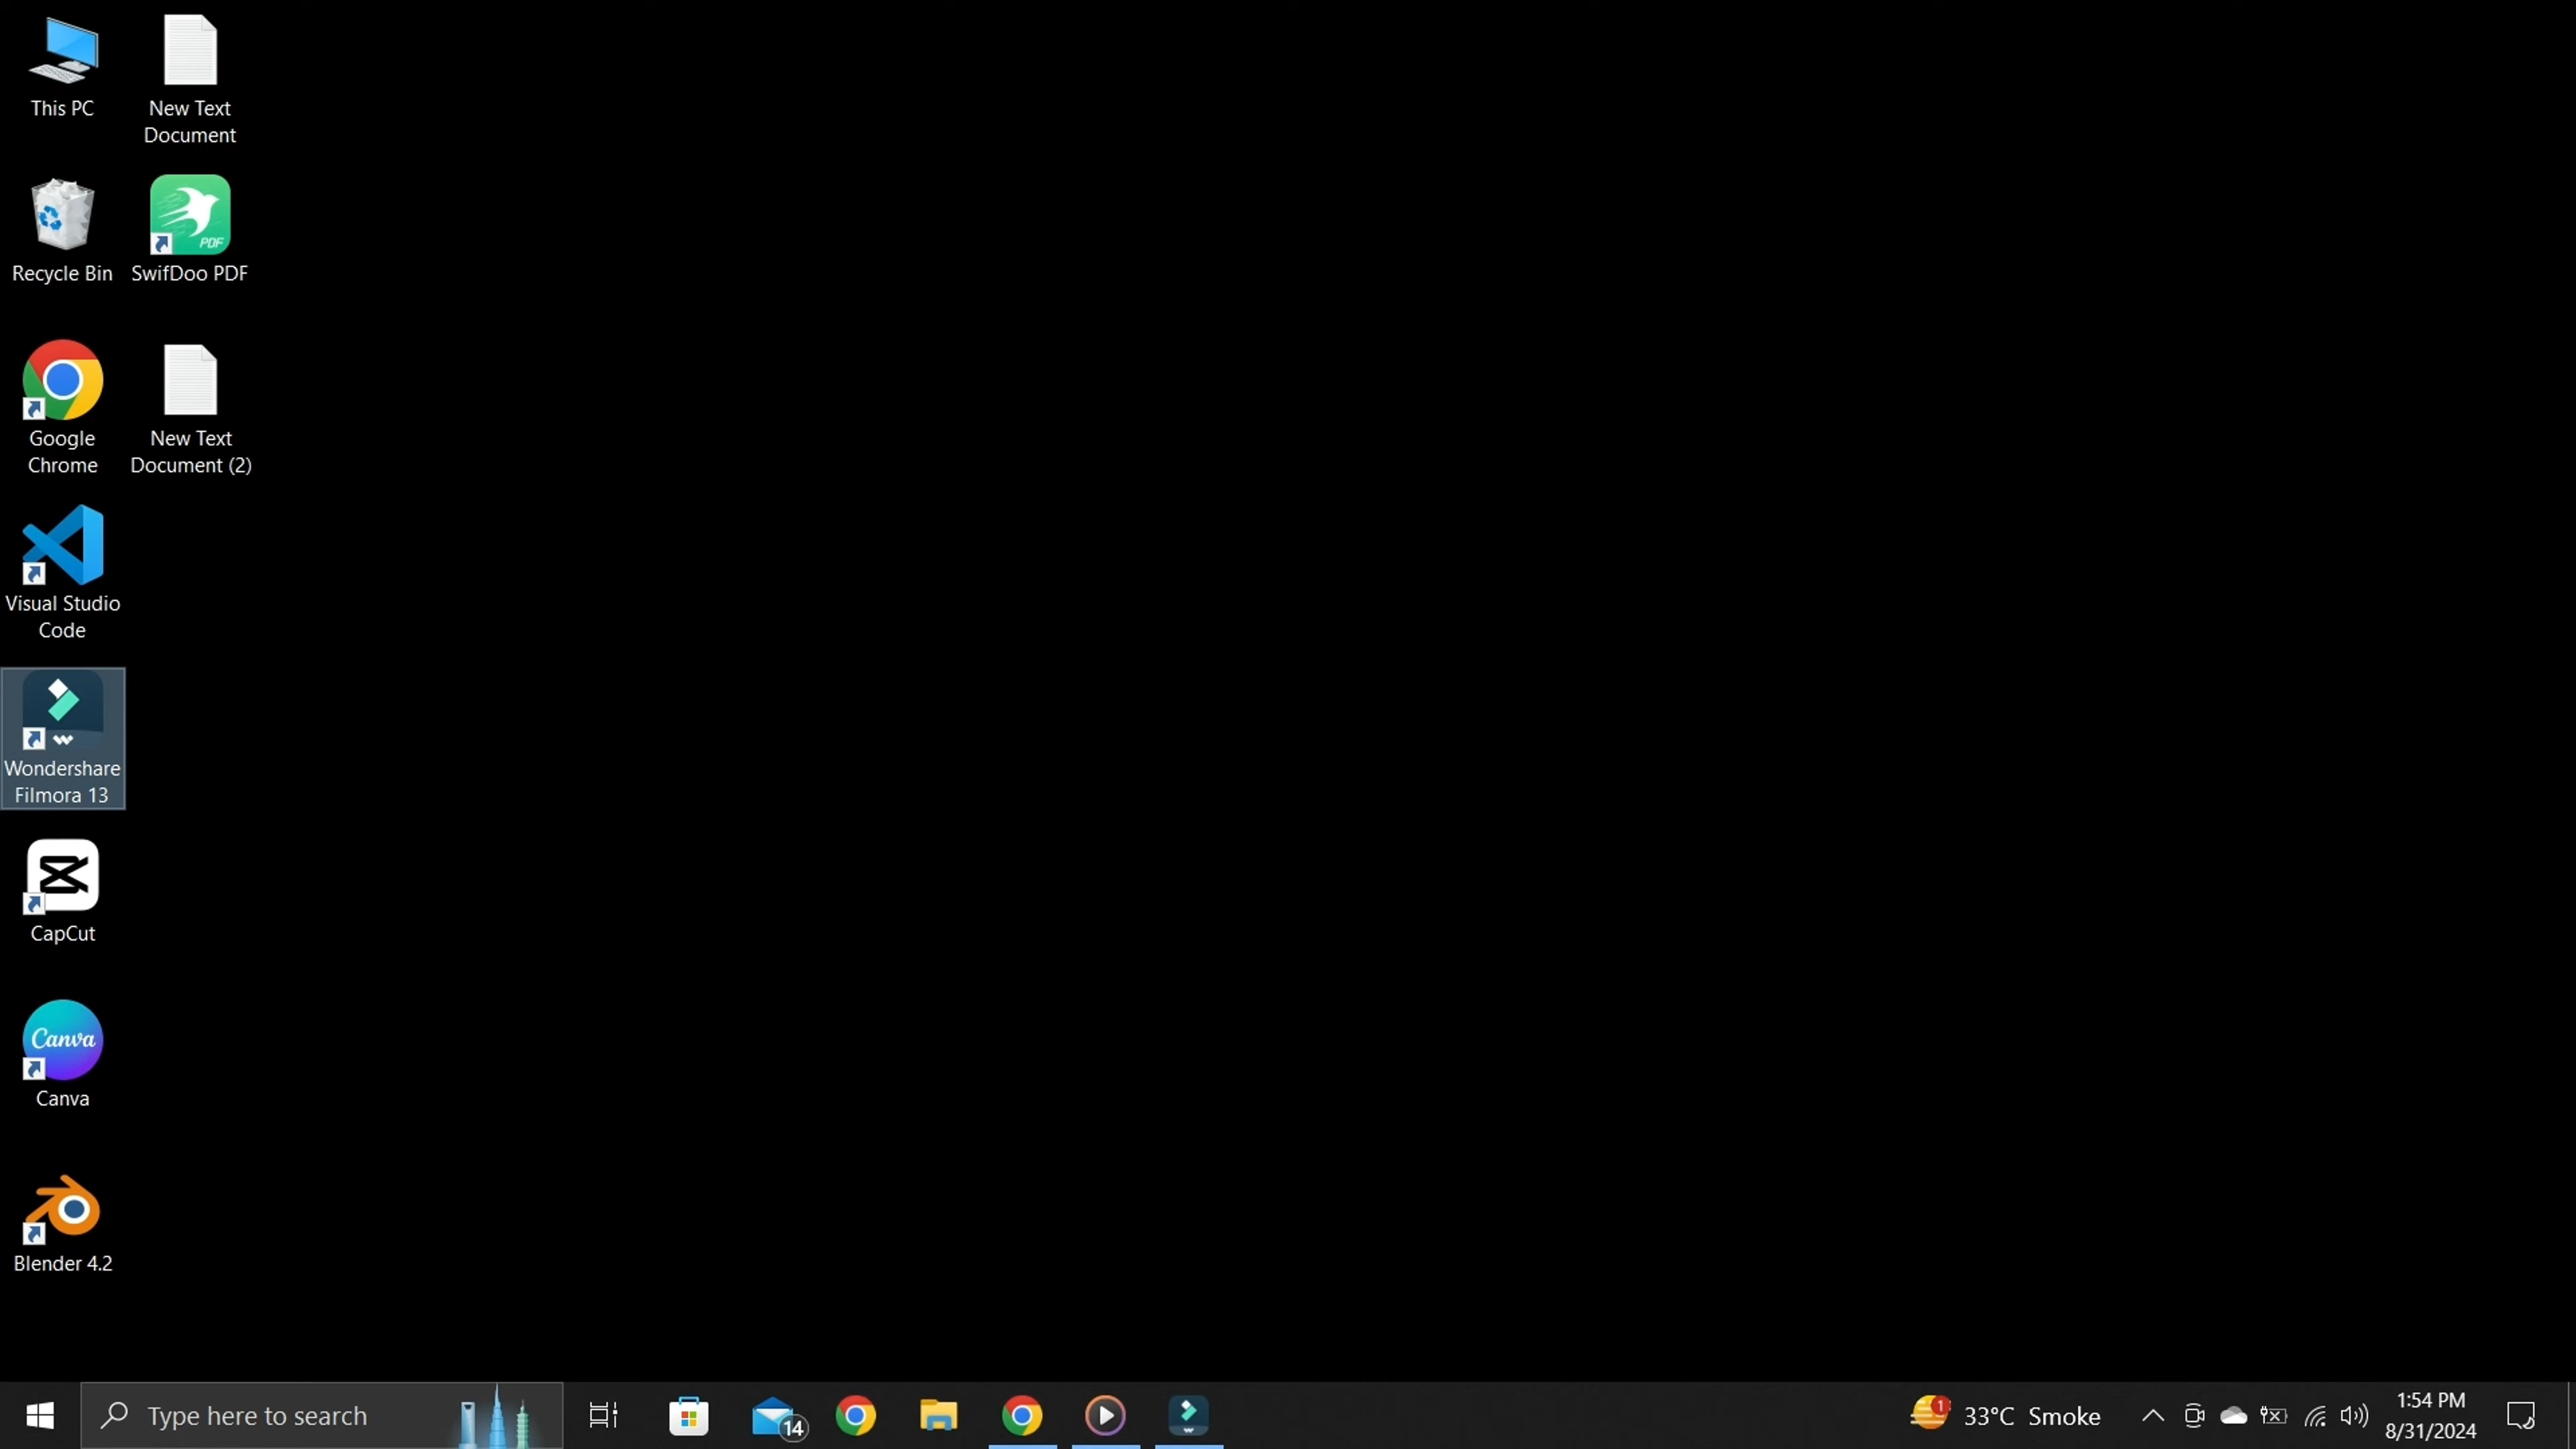 This PC
New Text
Document
Recycle Bin
PDF
SwifDoo PDF
Google
Chrome
New Text
Document (2)
Visual Studio
Code
Wondershare
Filmora 13
CapCut
Canva
Canva
Blender 4.2
Type here to search
14
1
33°C Smoke
1:54 PM
8/31/2024